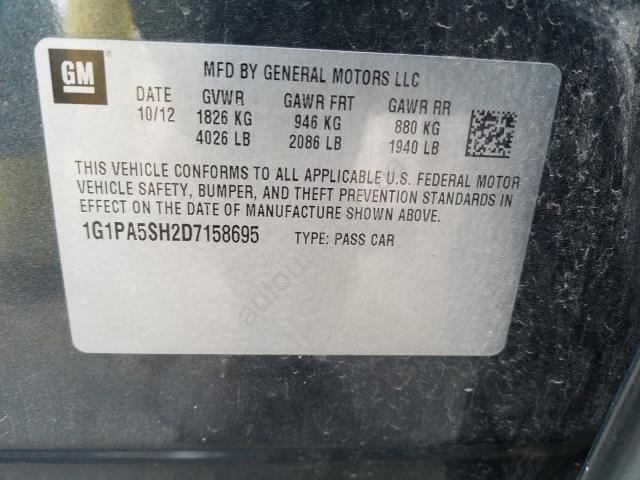 GM
MFD BY GENERAL MOTORS LLC
DATE GVWR GAWR FRT GAWR RR
10/12 1826 KG 946 KG 880 KG
4026 LB 2086 LB 1940 LB
THIS VEHICLE CONFORMS TO ALL APPLICABLE U.S. FEDERAL MOTOR
VEHICLE SAFETY, BUMPER, AND THEFT PREVENTION STANDARDS IN
EFFECT ON THE DATE OF MANUFACTURE SHOWN ABOVE.
1G1PA5SH2D7158695 TYPE: PASS CAR